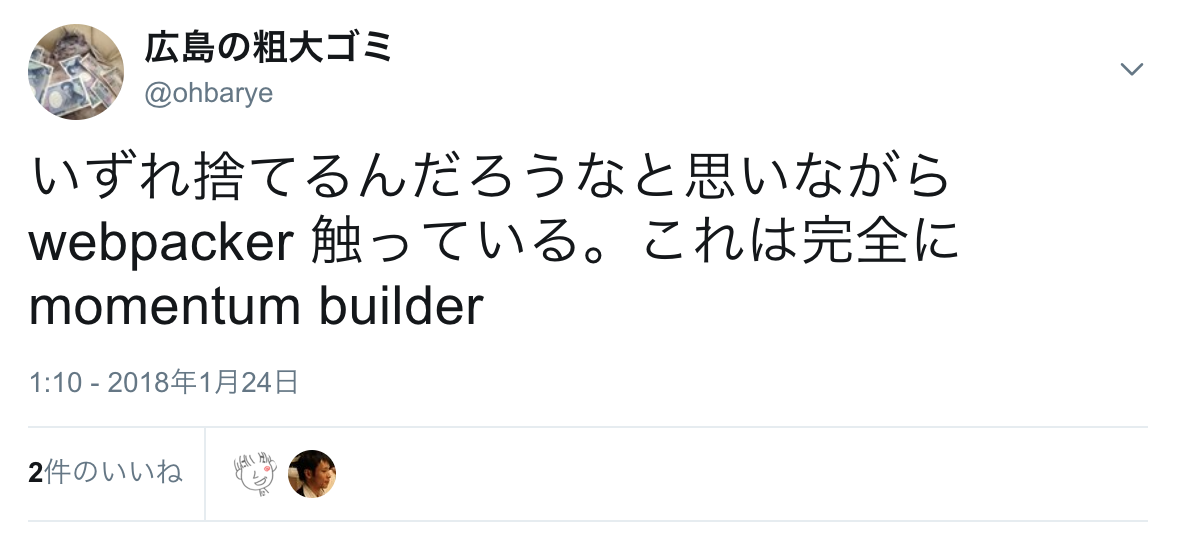 広島の粗大ゴミ
@ohbarye
いずれ捨てるんだろうなと思いながら
webpacker 触っている。これは完全に
momentum builder
1:10 - 2018年1月24日
2件のいいね